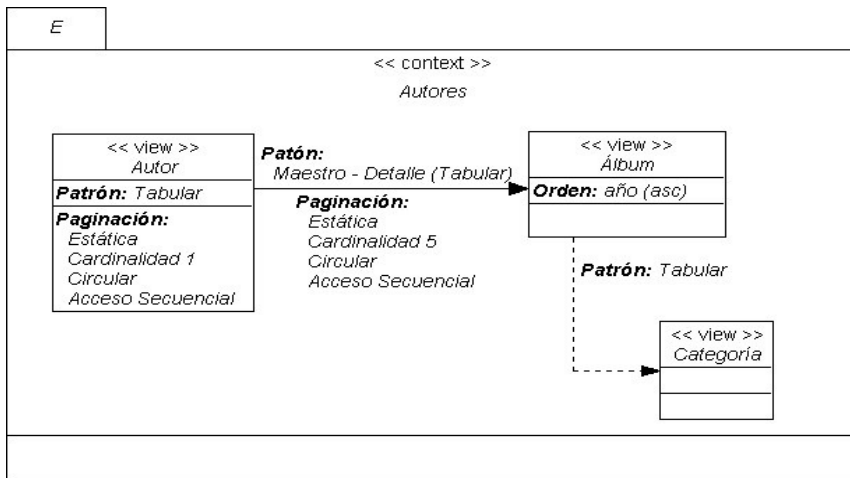 E
<< context >>
Autores
<< view >>
Autor
Patrón: Tabular
Paginación:
Estática
Cardinalidad 1
Circular
Acceso Secuencial
Patón:
Maestro - Detalle (Tabular)
Paginación:
Estática
Cardinalidad 5
Circular
Acceso Secuencial
<< view >>
Álbum
Orden: año (asc)
Patrón: Tabular
<< view >>
Categoría